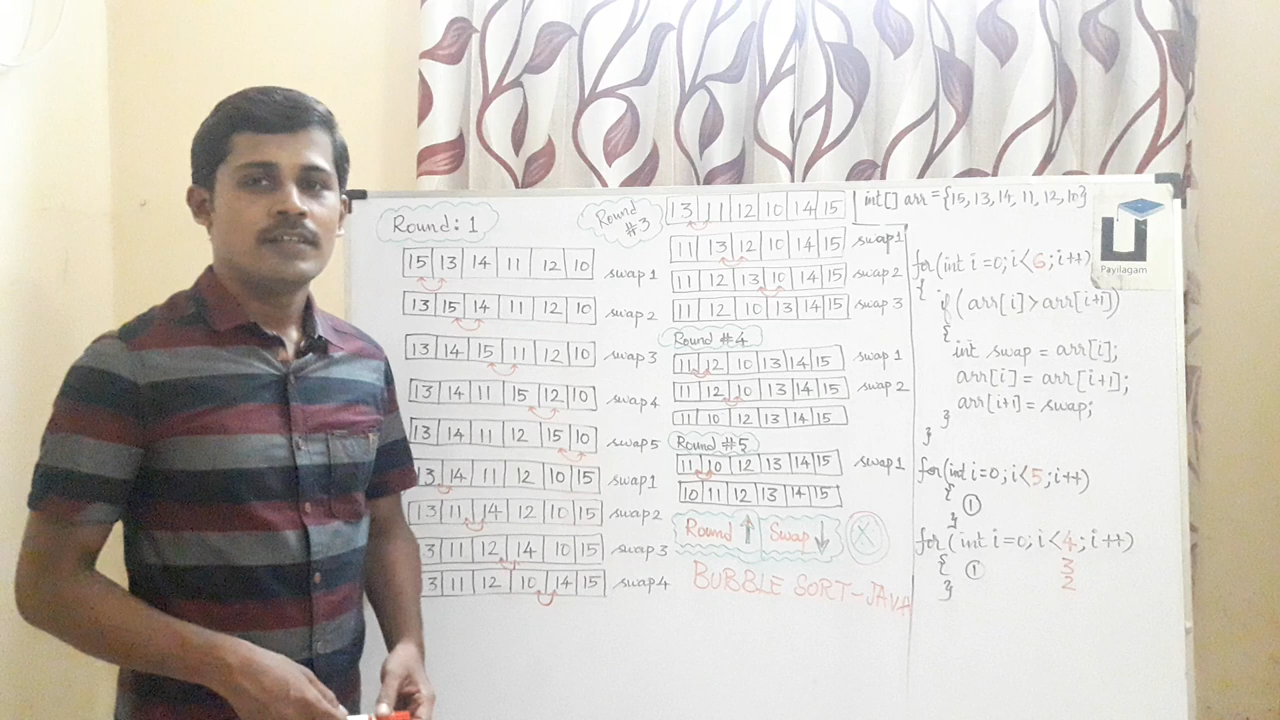 Round: 1
15 13 14 11 12 10 swap 1
13 15 14 11 12 10 swap 2
13 14 15 11 12 10 swap 3
13 14 11 15 12 10 swap 4
13 14 11 12 15 10 swap 5
13 14 11 12 10 15 swap 1
13 11 14 12 10 15 swap 2
3 11 12 14 10 15 swap 3
3 11 12 10 14 15 swap 4
Round #3
13 11 12 10 14 15
11 13 12 10 14 15 swap 1
11 12 13 10 14 15 swap 2
11 12 10 13 14 15 swap 3
Round #4
11 12 10 13 14 15 swap 1
11 12 10 13 14 15 swap 2
11 10 12 13 14 15
Round #5
11 10 12 13 14 15 swap 1
10 11 12 13 14 15
Round ↑ Swap ↓ X
BUBBLE SORT-JAVA
int[] arr = {15, 13, 14, 11, 12, 10}
for(int i=0; i<6; i++)
{
if(arr[i]>arr[i+1])
{
int swap = arr[i];
arr[i] = arr[i+1];
arr[i+1] = swap;
}
}
for(int i=0; i<5; i++)
{ ①
}
for(int i=0; i<4; i++)
{ ① 3
} 2
Payilagam